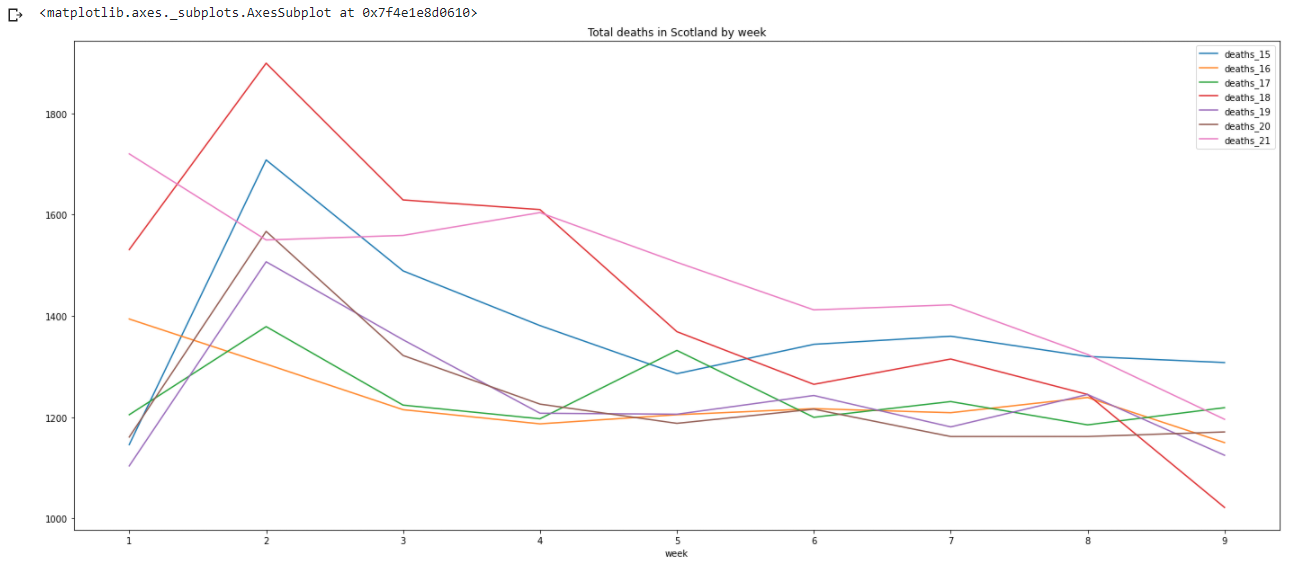 <matplotlib.axes._subplots.AxesSubplot at 0x7f4e1e8d0610>
Total deaths in Scotland by week
deaths_15
deaths_16
deaths_17
deaths_18
deaths_19
deaths_20
deaths_21
1800
1600
1400
1200
1000
1 2 3 4 5 6 7 8 9
week